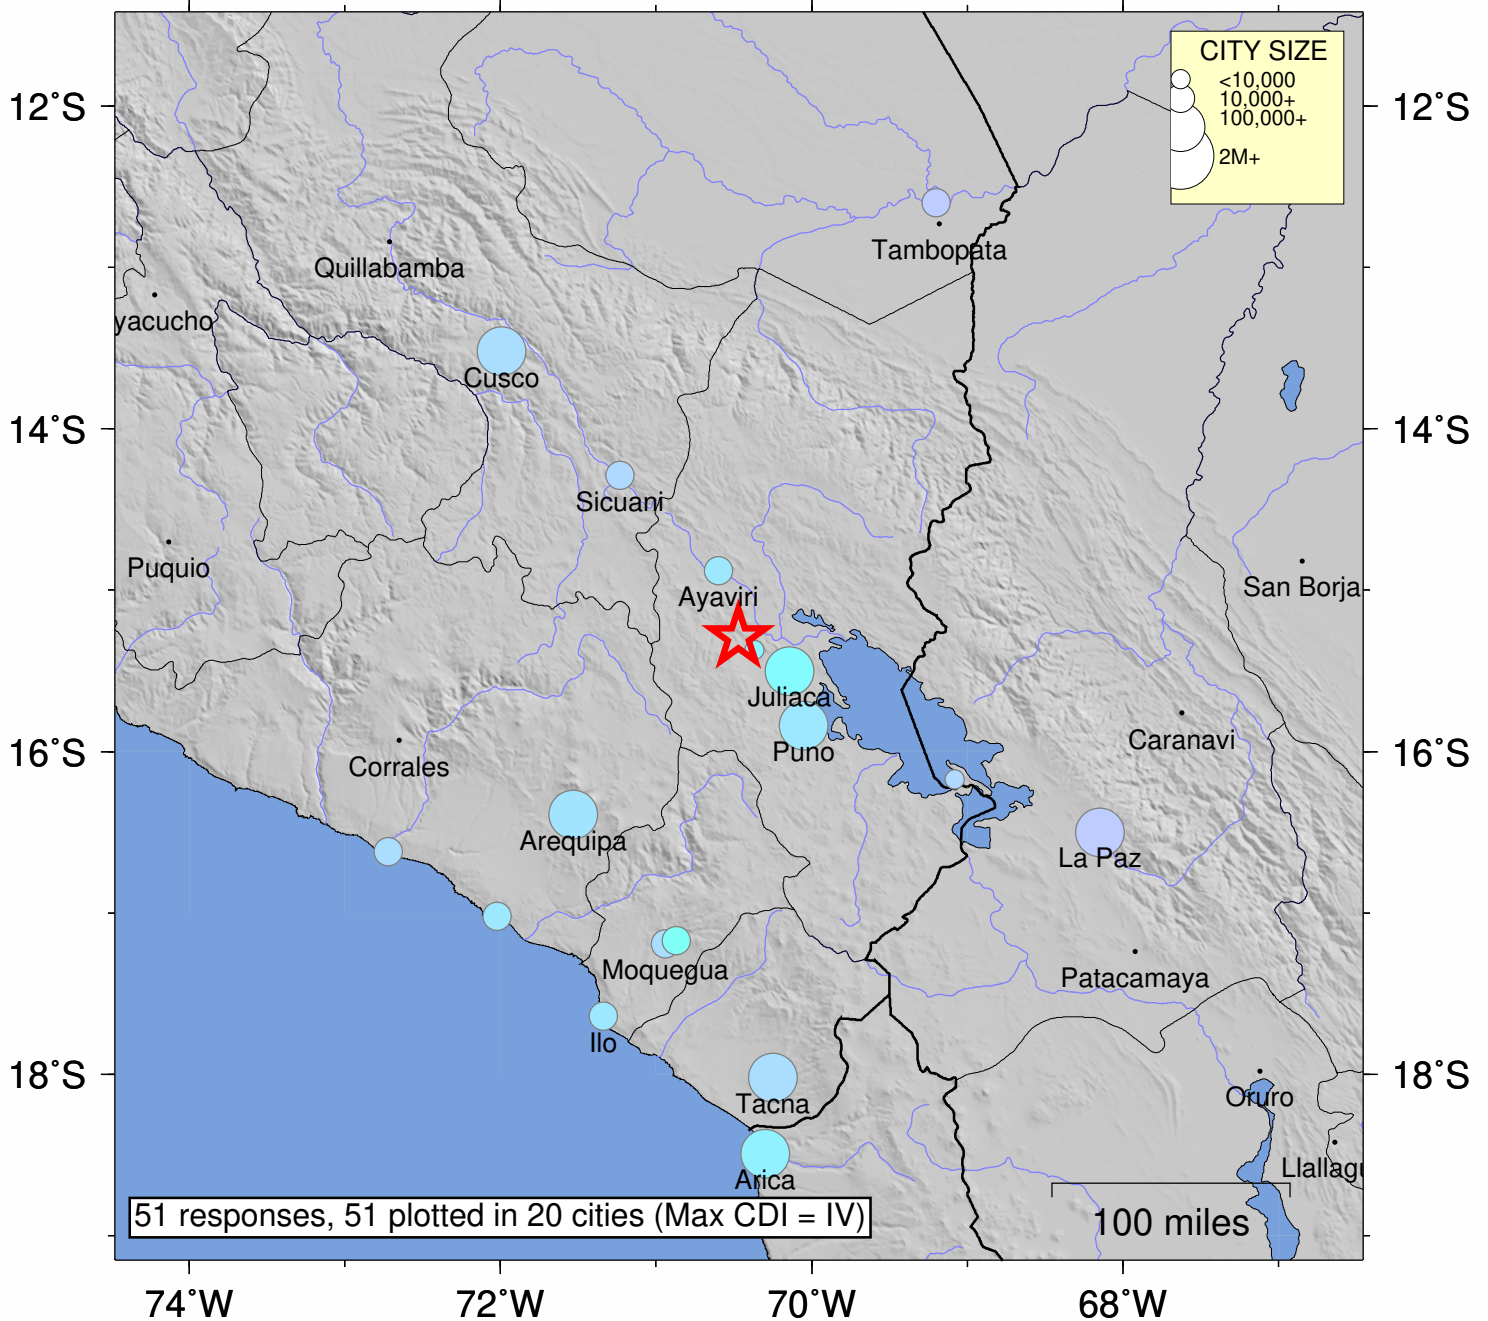 CITY SIZE
<10,000
10,000+
100,000+
2M+
12°S
12°S
Tambopata
Quillabamba
yacucho
Cusco
14°S
14°S
Sicuani
Puquio
San Borja
Ayaviri
Juliaca
Caranavi
16°S
16°S
Puno
Corrales
Arequipa
La Paz
Moquegua
Patacamaya
Ilo
18°S
18°S
Tacna
Oruro
Llallagu
Arica
51 responses, 51 plotted in 20 cities (Max CDI = IV)
100 miles
74°W
72°W
70°W
68°W